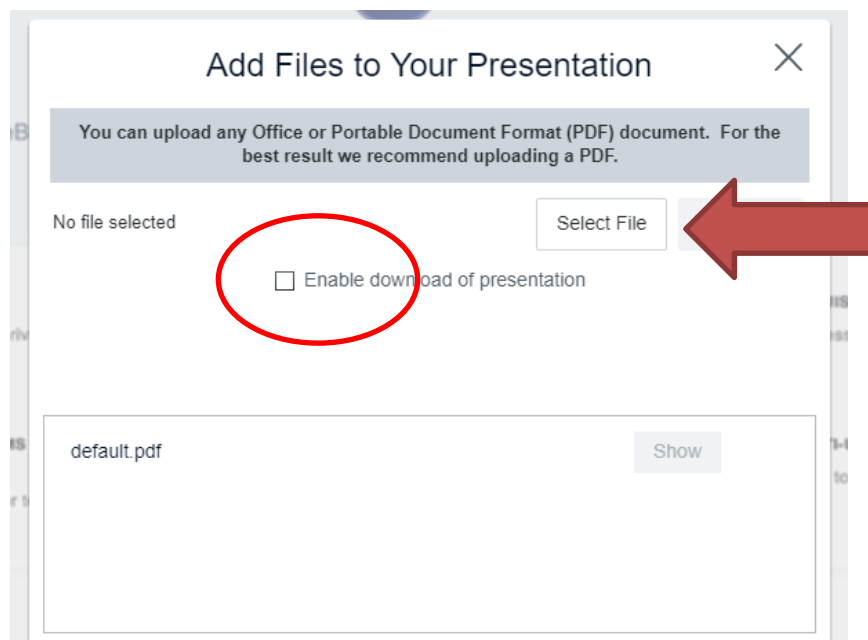 Add Files to Your Presentation
You can upload any Office or Portable Document Format (PDF) document. For the
best result we recommend uploading a PDF.
No file selected
Select File
Enable download of presentation
default.pdf
Show